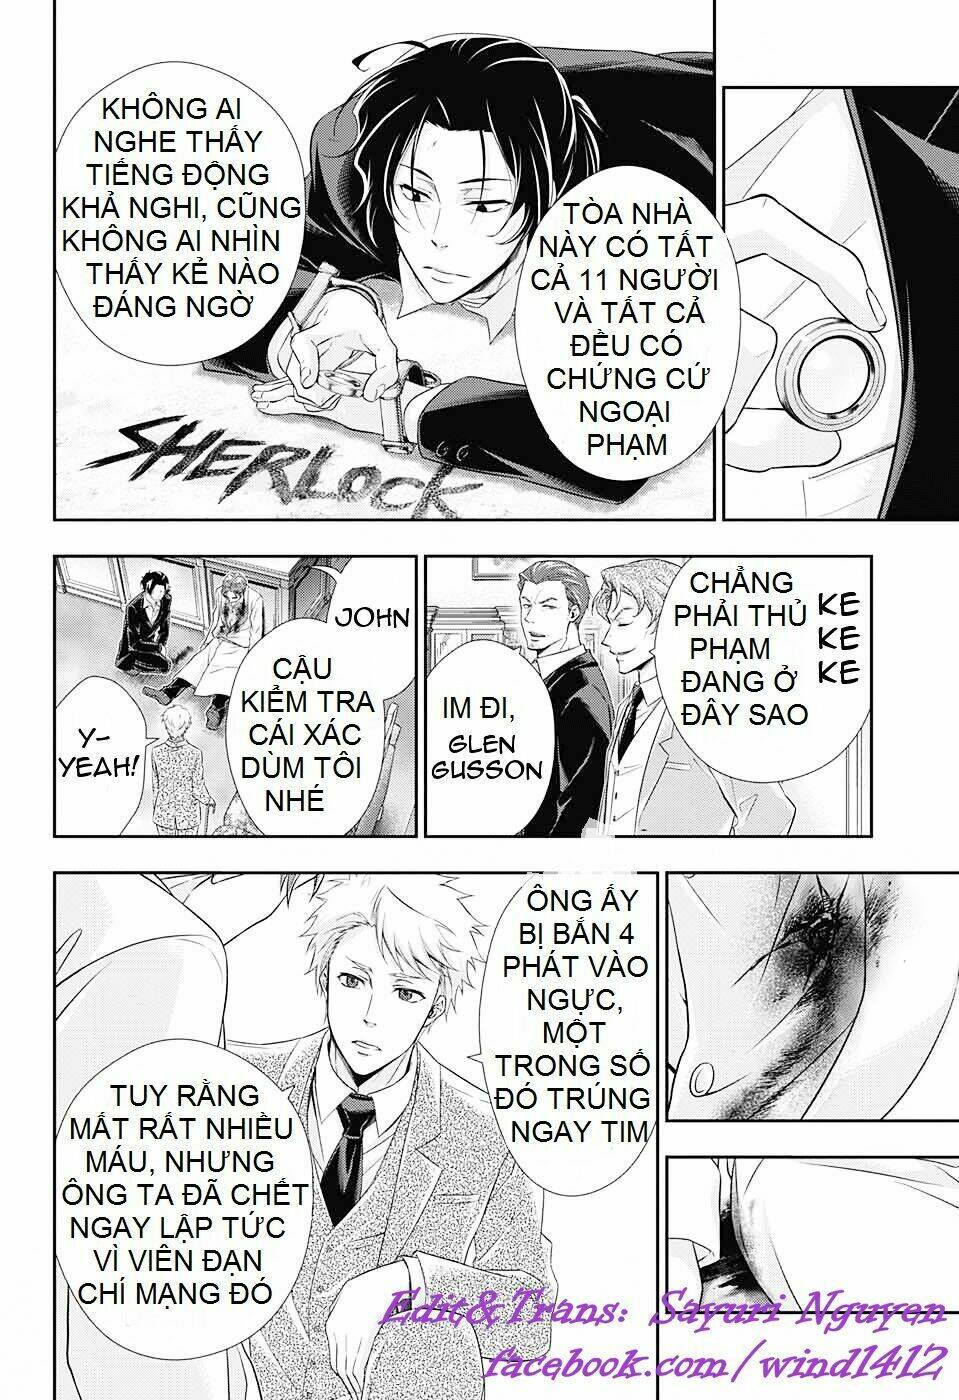 TÒA NHÀ
NÀY CÓ TẤT
CẢ 11 NGƯỜI
VÀ TẤT CẢ
ĐỀU CÓ
CHỨNG CỨ
NGOẠI
PHẠM
KHÔNG AI
NGHE THẤY
TIẾNG ĐỘNG
KHẢ NGHI, CŨNG
KHÔNG AI NHÌN
THẤY KẺ NÀO
ĐÁNG NGỜ
SHERLOCK
KE
KE
KE
CHẲNG
PHẢI THỦ
PHẠM
ĐANG Ở
ĐÂY SAO
IM ĐI,
GLEN
GUSSON
JOHN
CẬU
KIỂM TRA
CÁI XÁC
DÙM TÔI
NHÉ
Y-
YEAH!
ÔNG ẤY
BỊ BẮN 4
PHÁT VÀO
NGỰC,
MỘT
TRONG SỐ
ĐÓ TRÚNG
NGAY TIM
TUY RẰNG
MẤT RẤT NHIỀU
MÁU, NHƯNG
ÔNG TA ĐÃ CHẾT
NGAY LẬP TỨC
VÌ VIÊN ĐẠN
CHÍ MẠNG ĐÓ
Edit&Trans: Sayuri Nguyen
facebook.com/wind1412